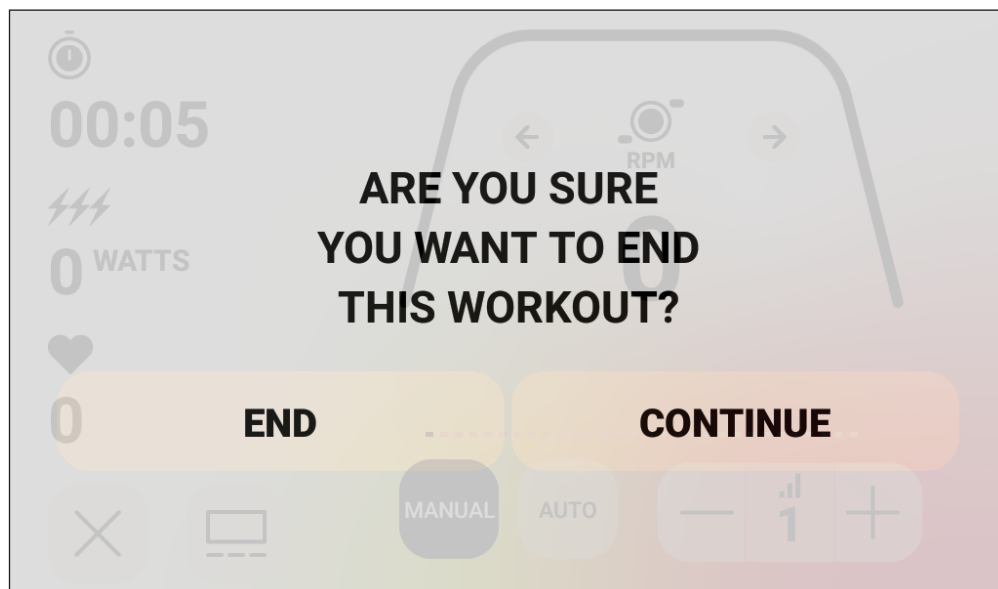 00:05
RPM
0
WATTS
0
0
ARE YOU SURE
YOU WANT TO END
THIS WORKOUT?
END
CONTINUE
MANUAL
AUTO
1